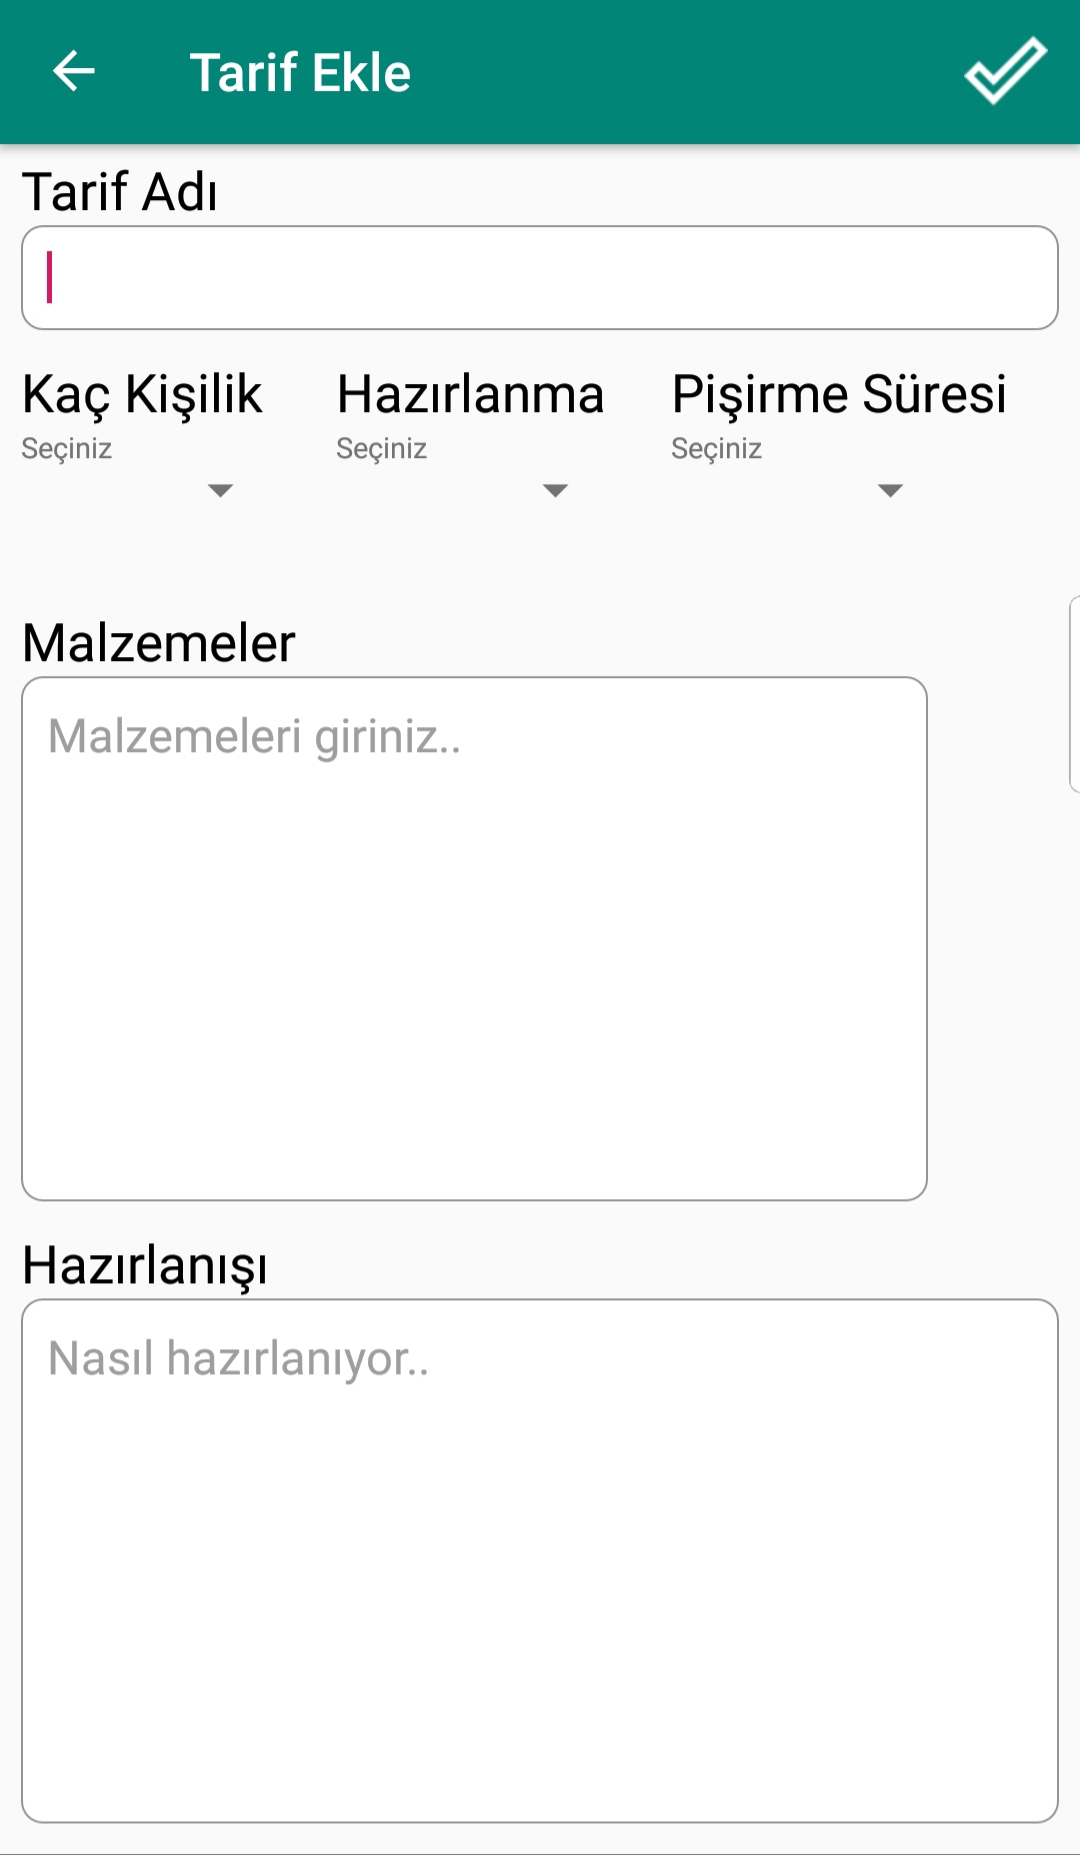 Tarif Ekle
Tarif Adı
Kaç Kişilik Hazırlanma Pişirme Süresi
Seçiniz Seçiniz Seçiniz
Malzemeler
Malzemeleri giriniz..
Hazırlanışı
Nasıl hazırlanıyor..